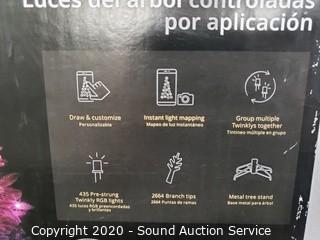 Luces del árbol controladas
por aplicación
Draw & customize
Personalizable
Instant light mapping
Mapeo de luz instantáneo
Group multiple
Twinklys together
Tintineo múltiple en grupo
435 Pre-strung
Twinkly RGB lights
435 luces RGB preencordadas
y brillantes
2664 Branch tips
2664 Puntas de ramas
Metal tree stand
Base metal para árbol
Copyright 2020 - Sound Auction Service